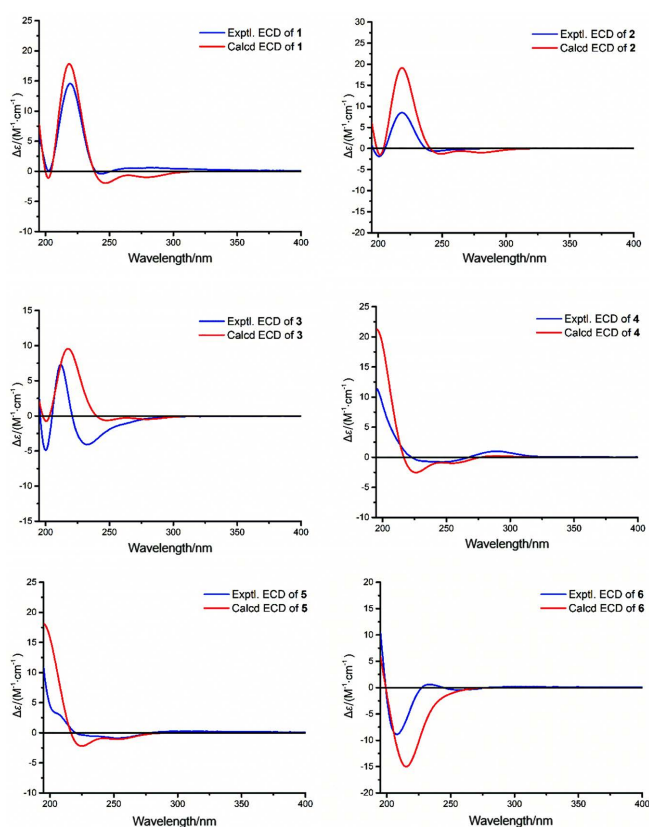 25
20
15
10
5
0
-5
-10
Δε/(M⁻¹·cm⁻¹)
Exptl. ECD of 1
Calcd ECD of 1
200 250 300 350 400
Wavelength/nm
30
25
20
15
10
5
0
-5
-10
-15
-20
Δε/(M⁻¹·cm⁻¹)
Exptl. ECD of 2
Calcd ECD of 2
200 250 300 350 400
Wavelength/nm
15
10
5
0
-5
-10
-15
Δε/(M⁻¹·cm⁻¹)
Exptl. ECD of 3
Calcd ECD of 3
200 250 300 350 400
Wavelength/nm
25
20
15
10
5
0
-5
-10
Δε/(M⁻¹·cm⁻¹)
Exptl. ECD of 4
Calcd ECD of 4
200 250 300 350 400
Wavelength/nm
25
20
15
10
5
0
-5
-10
Δε/(M⁻¹·cm⁻¹)
Exptl. ECD of 5
Calcd ECD of 5
200 250 300 350 400
Wavelength/nm
20
15
10
5
0
-5
-10
-15
-20
Δε/(M⁻¹·cm⁻¹)
Exptl. ECD of 6
Calcd ECD of 6
200 250 300 350 400
Wavelength/nm